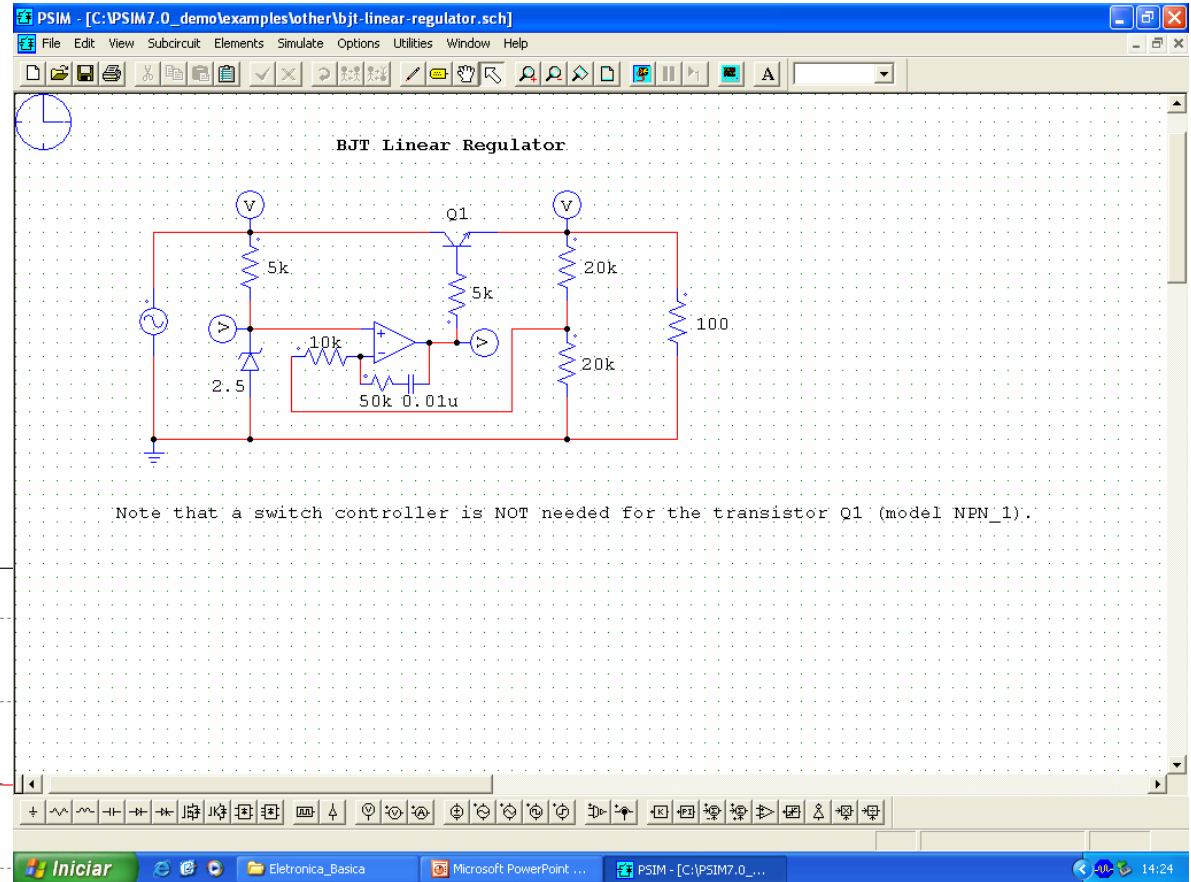 PSIM - [C:\PSIM7.0_demo\examples\other\bjt-linear-regulator.sch]
File Edit View Subcircuit Elements Simulate Options Utilities Window Help
A
BJT Linear Regulator
V
Q1
V
5k
20k
5k
V
10k
V
100
2.5
20k
50k 0.01u
Note that a switch controller is NOT needed for the transistor Q1 (model NPN_1).
Iniciar
Eletronica_Basica
Microsoft PowerPoint ...
PSIM - [C:\PSIM7.0_...
14:24